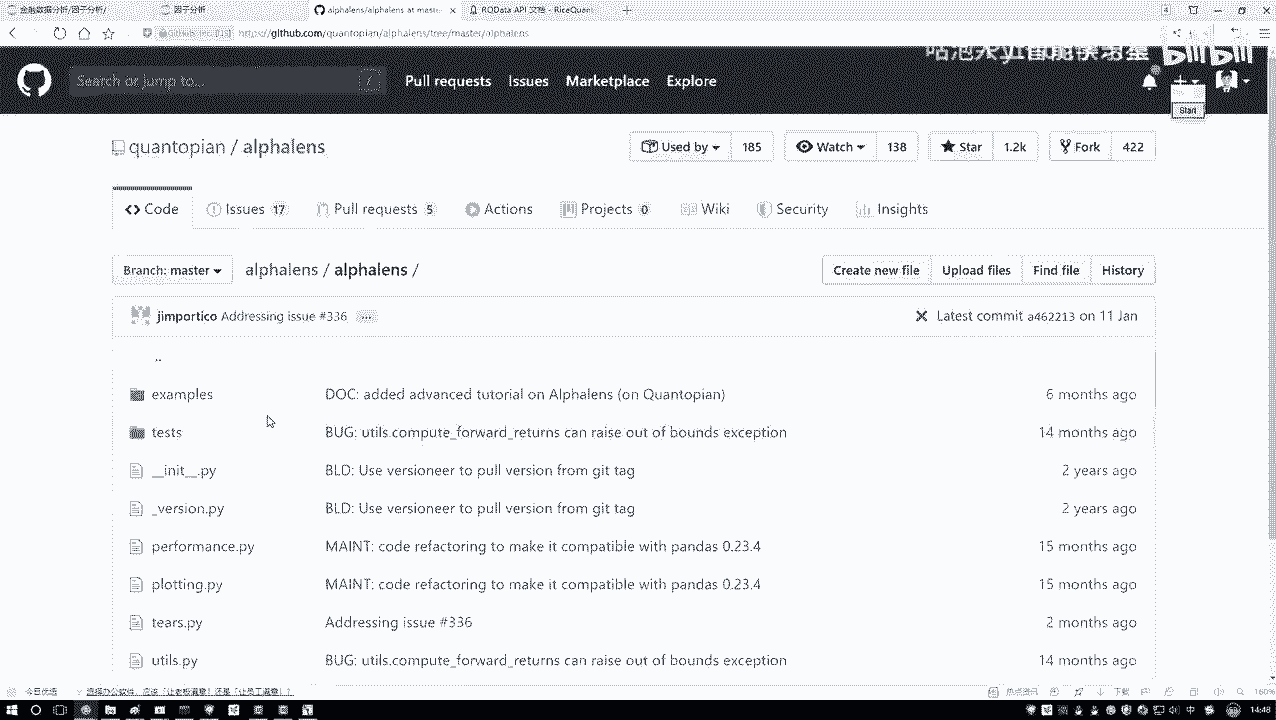 金融数据分析/因子分析/
因子分析
alphalens/alphalens at maste
RQData API 文档 - RiceQuant
https://github.com/quantopian/alphalens/tree/master/alphalens
bilibili
Search or jump to...
/
Pull requests
Issues
Marketplace
Explore
Start
quantopian / alphalens
Used by
185
Watch
138
Star
1.2k
Fork
422
Code
Issues 17
Pull requests 5
Actions
Projects 0
Wiki
Security
Insights
Branch: master
alphalens / alphalens /
Create new file
Upload files
Find file
History
jimportico Addressing issue #336 ...
Latest commit a462213 on 11 Jan
..
examples DOC: added advanced tutorial on Alphalens (on Quantopian) 6 months ago
tests BUG: utils.compute_forward_returns can raise out of bounds exception 14 months ago
__init__.py BLD: Use versioneer to pull version from git tag 2 years ago
_version.py BLD: Use versioneer to pull version from git tag 2 years ago
performance.py MAINT: code refactoring to make it compatible with pandas 0.23.4 15 months ago
plotting.py MAINT: code refactoring to make it compatible with pandas 0.23.4 15 months ago
tears.py Addressing issue #336 2 months ago
utils.py BUG: utils.compute_forward_returns can raise out of bounds exception 14 months ago
今日优选
热点资讯
下载
160%
中
14:48